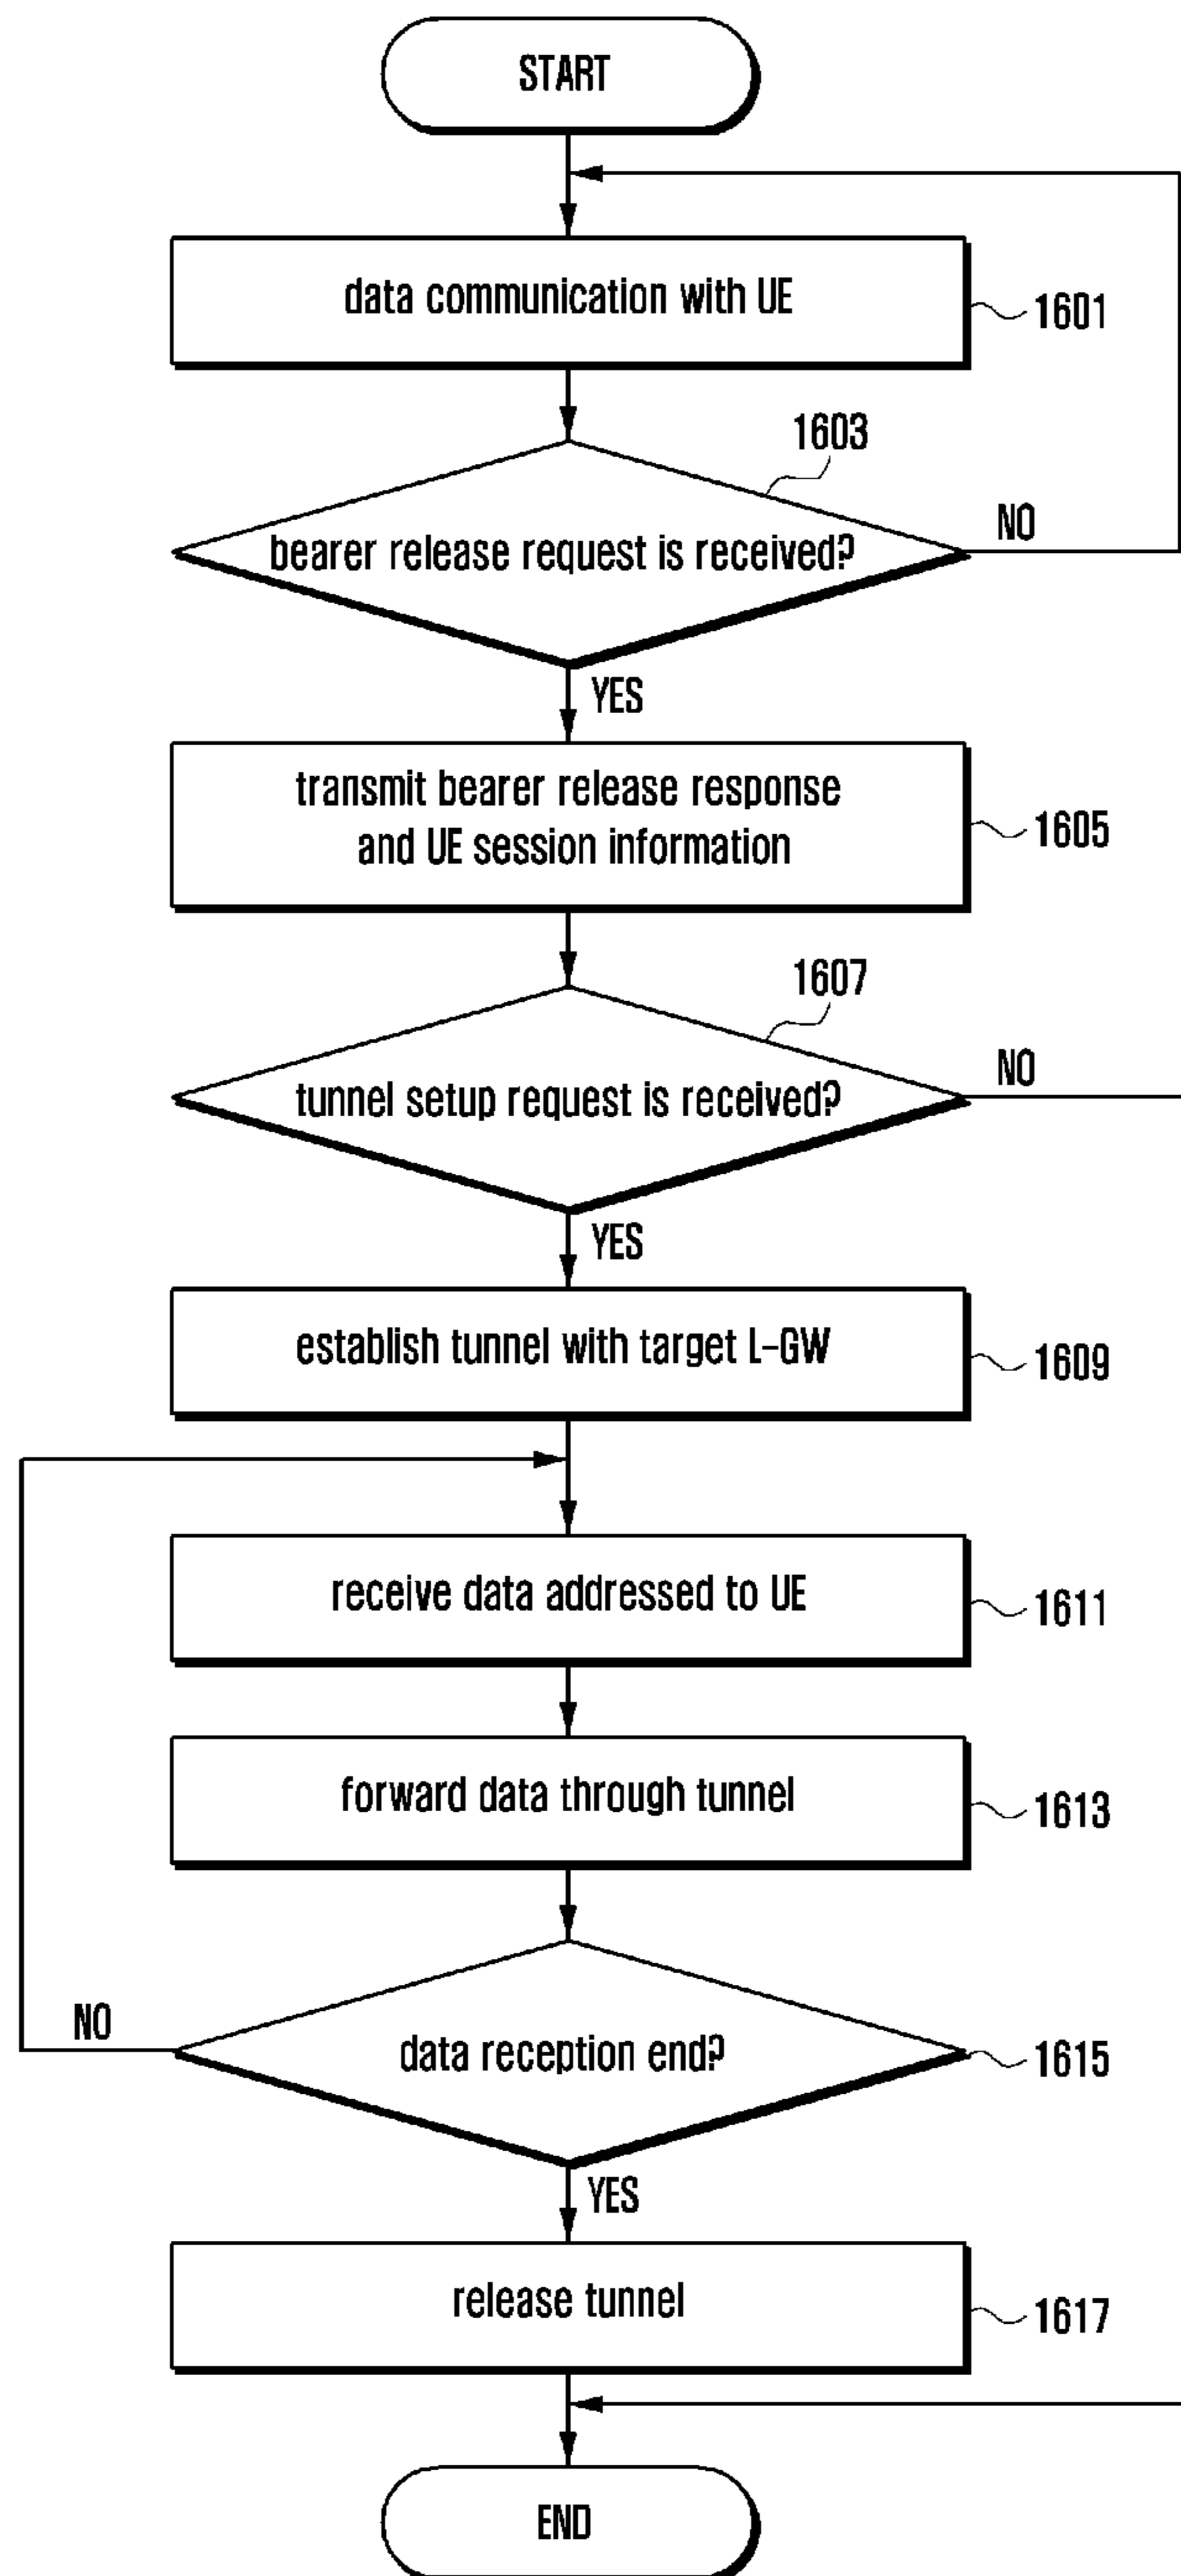 START
data communication with UE
1601
1603
bearer release request is received?
NO
YES
transmit bearer release response
and UE session information
1605
1607
tunnel setup request is received?
NO
YES
establish tunnel with target L-GW
1609
receive data addressed to UE
1611
forward data through tunnel
1613
NO
data reception end?
1615
YES
release tunnel
1617
END